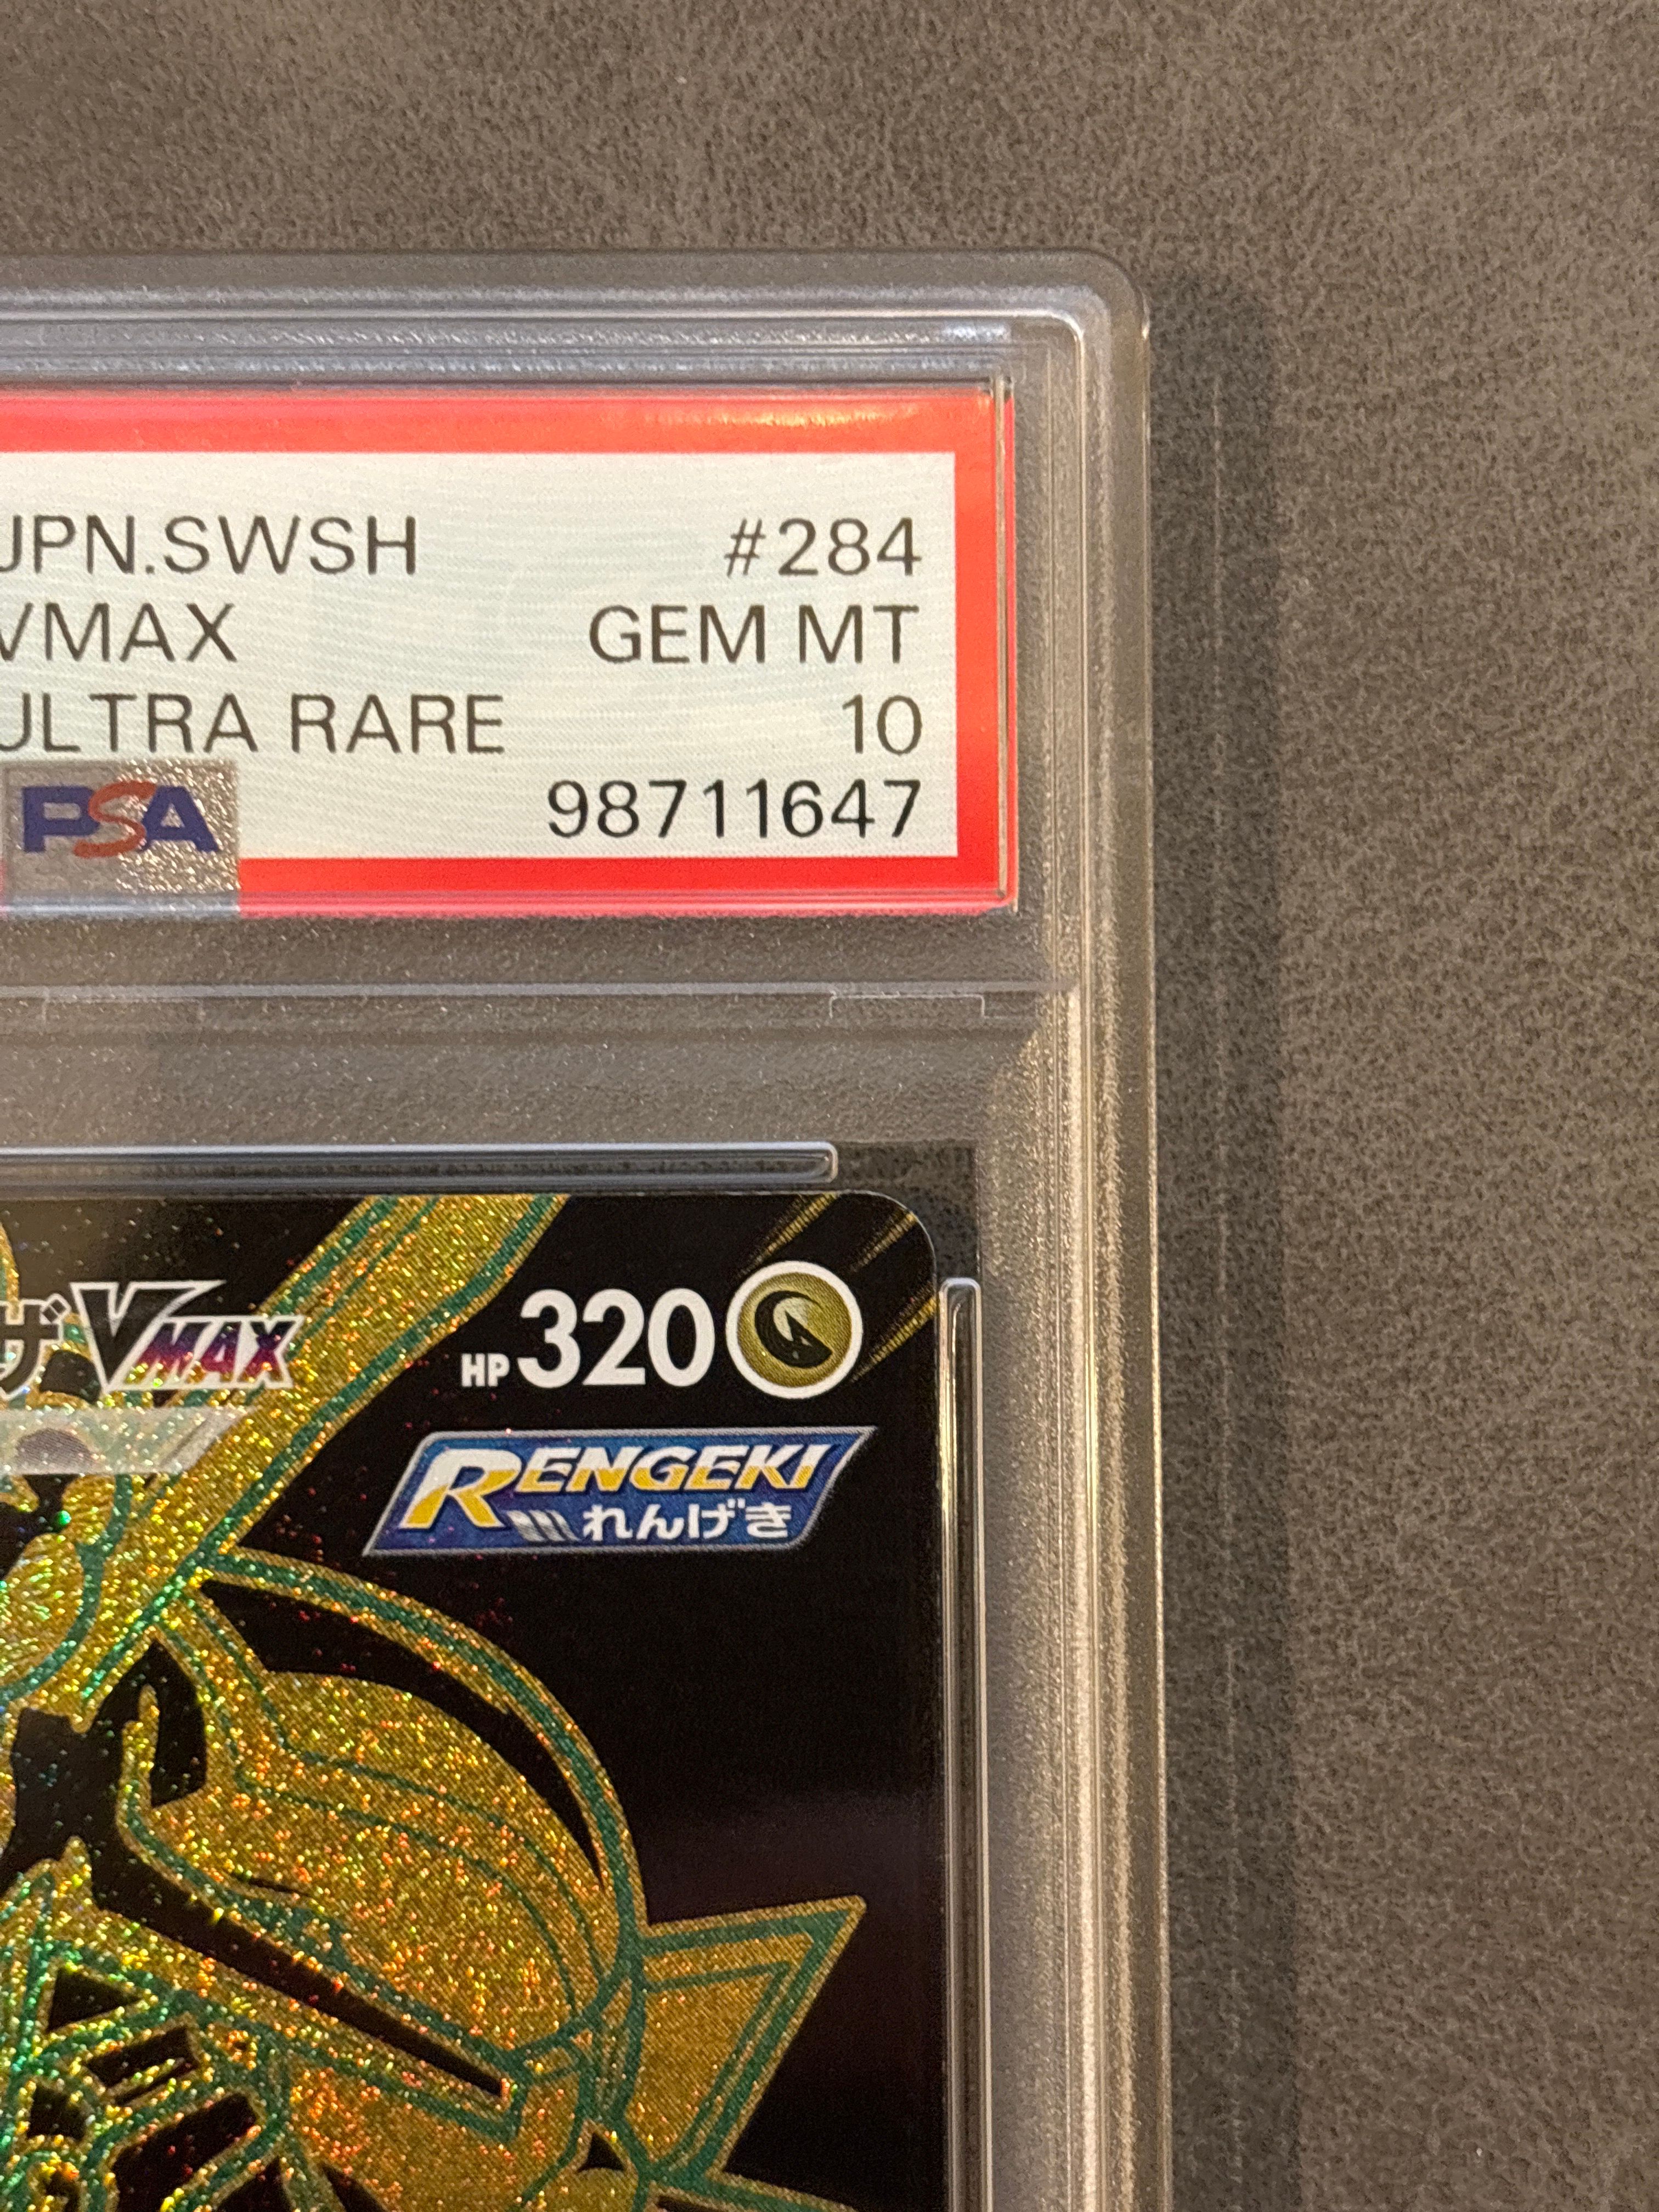 JPN.SWSH #284
VMAX GEM MT
ULTRA RARE 10
PSA 98711647
ザVMAX HP320
RENGEKI
れんげき